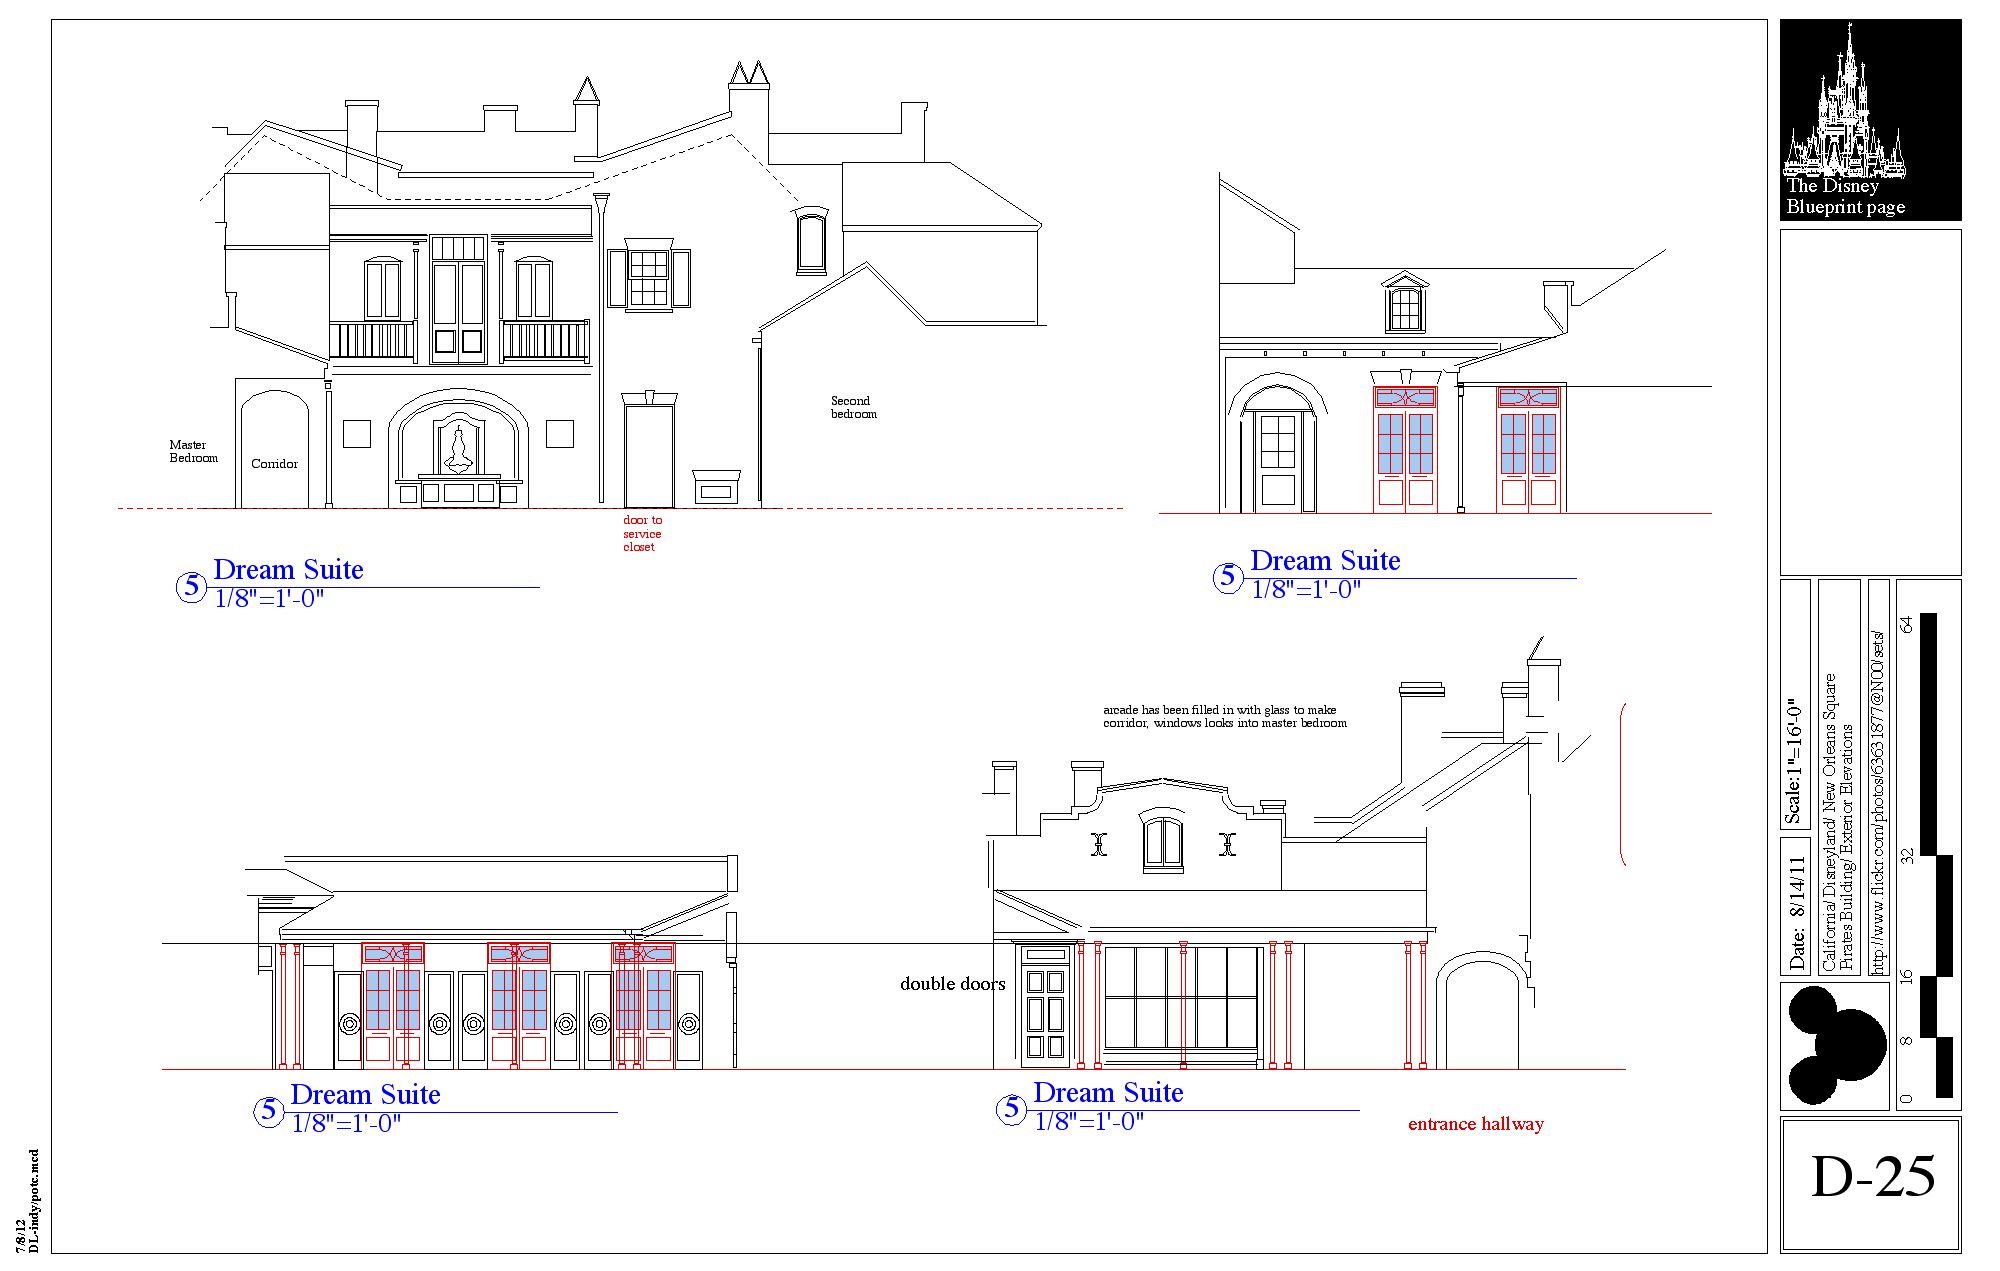 The Disney
Blueprint page
Master
Bedroom
Corridor
Second
bedroom
door to
service
closet
5
Dream Suite
1/8"=1'-0"
5
Dream Suite
1/8"=1'-0"
arcade has been filled in with glass to make
corridor, windows looks into master bedroom
double doors
5
Dream Suite
1/8"=1'-0"
5
Dream Suite
1/8"=1'-0"
entrance hallway
Scale:1"=16'-0"
Date: 8/14/11
California/ Disneyland/ New Orleans Square
Pirates Building/ Exterior Elevations
http://www.flickr.com/photos/63631877@N00/sets/
64
32
16
8
0
D-25
7/8/12
DL-indy/potc.mcd